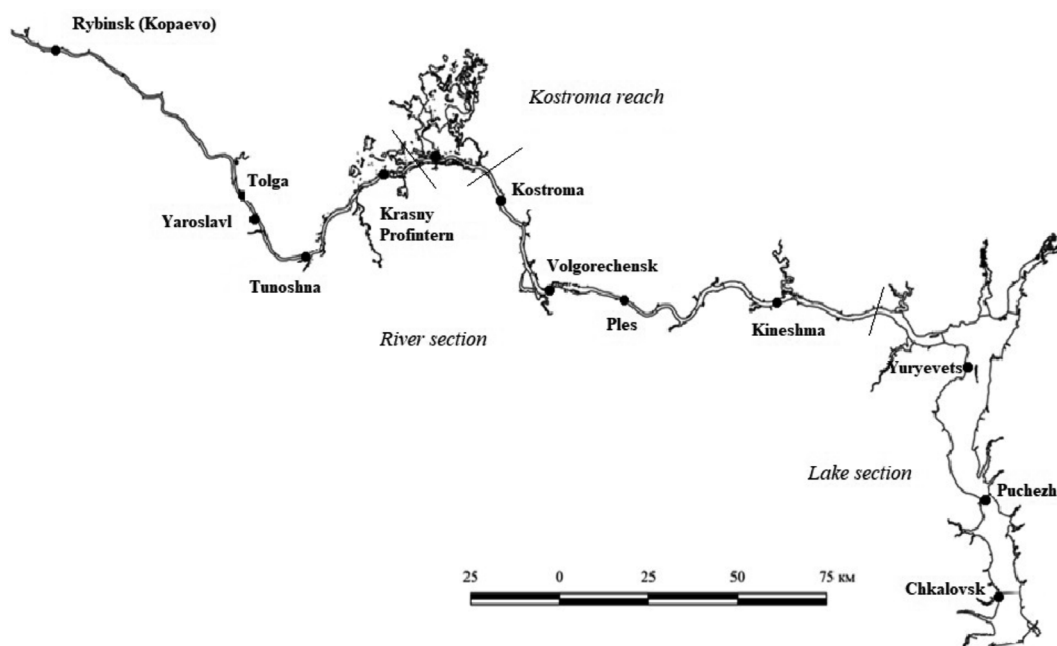 Rybinsk (Kopaevo)
Kostroma reach
Tolga
Yaroslavl
Tunoshna
Krasny
Profintern
Kostroma
Volgorechensk
Ples
River section
Kineshma
Yuryevets
Lake section
Puchezh
Chkalovsk
25 0 25 50 75 км